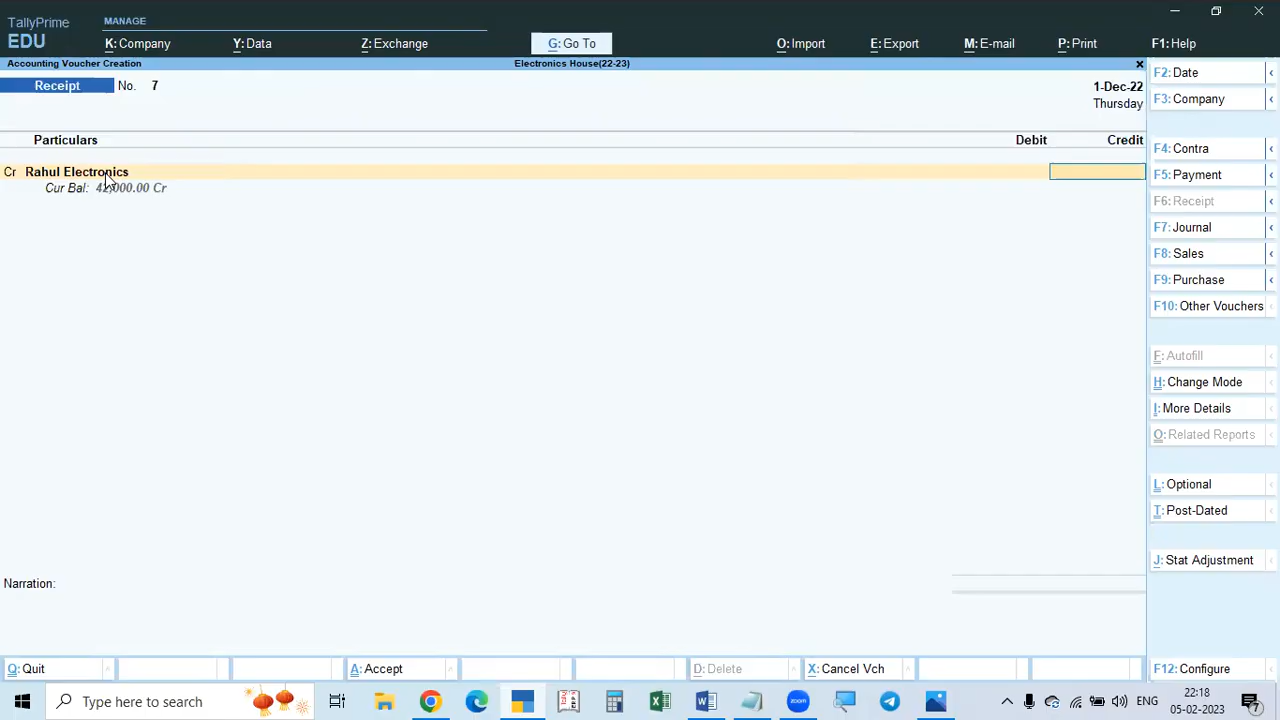 TallyPrime
EDU
MANAGE
K: Company
Y: Data
Z: Exchange
G: Go To
O: Import
E: Export
M: E-mail
P: Print
F1: Help
Accounting Voucher Creation
Electronics House(22-23)
×
Receipt No. 7
1-Dec-22
Thursday
Particulars
Debit
Credit
Cr Rahul Electronics
Cur Bal: 42,000.00 Cr
Narration:
F2: Date
F3: Company
F4: Contra
F5: Payment
F6: Receipt
F7: Journal
F8: Sales
F9: Purchase
F10: Other Vouchers
F: Autofill
H: Change Mode
I: More Details
O: Related Reports
L: Optional
T: Post-Dated
J: Stat Adjustment
Q: Quit
A: Accept
D: Delete
X: Cancel Vch
F12: Configure
Type here to search
ENG
22:18
05-02-2023